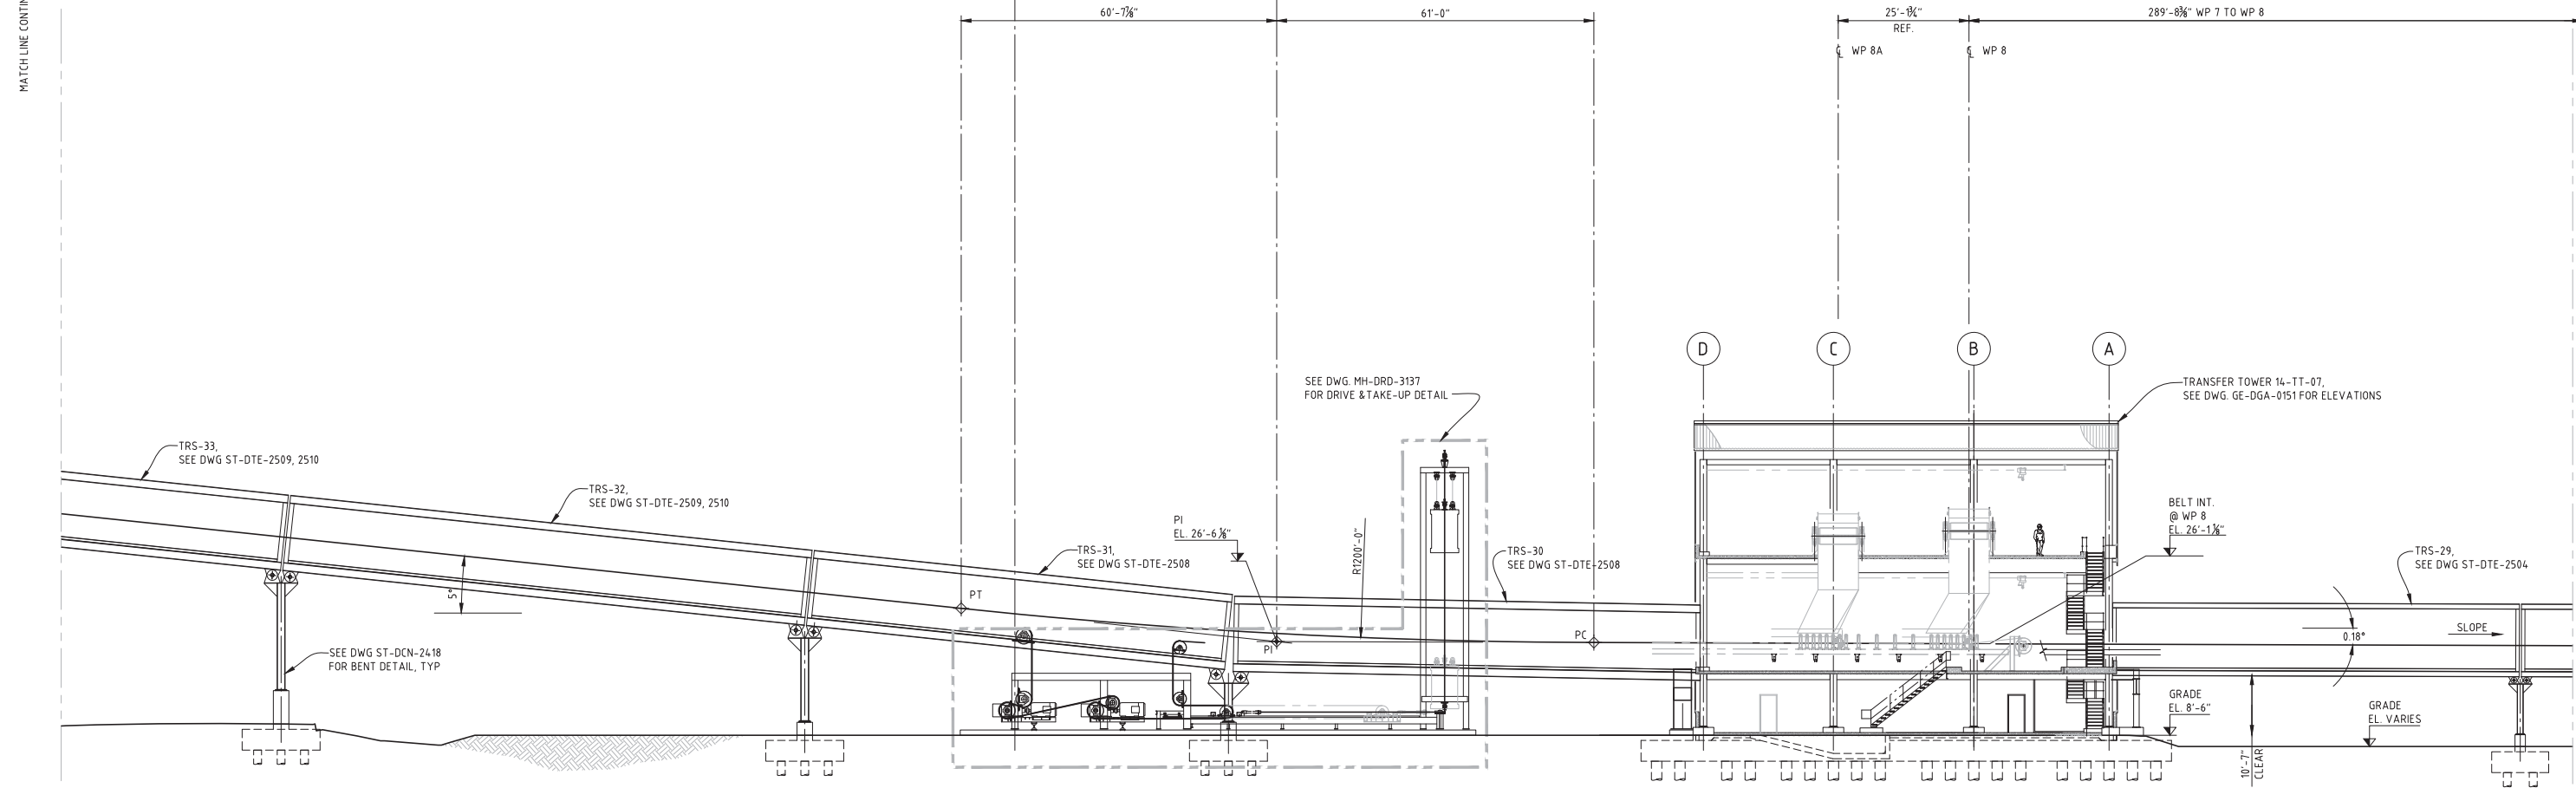 MATCH LINE CONTIN
60'-7⅞"
61'-0"
25'-1¾"
REF.
289'-8⅜" WP 7 TO WP 8
℄ WP 8A
℄ WP 8
D
C
B
A
SEE DWG. MH-DRD-3137
FOR DRIVE & TAKE-UP DETAIL
TRANSFER TOWER 14-TT-07,
SEE DWG. GE-DGA-0151 FOR ELEVATIONS
TRS-33,
SEE DWG ST-DTE-2509, 2510
TRS-32,
SEE DWG ST-DTE-2509, 2510
BELT INT.
@ WP 8
EL. 26'-1⅛"
PI
EL. 26'-6⅛"
R1200'-0"
TRS-31,
SEE DWG ST-DTE-2508
TRS-30
SEE DWG ST-DTE-2508
TRS-29,
SEE DWG ST-DTE-2504
5°
PT
PI
PC
0.18°
SLOPE
SEE DWG ST-DCN-2418
FOR BENT DETAIL, TYP
GRADE
EL. 8'-6"
GRADE
EL. VARIES
10'-7"
CLEAR